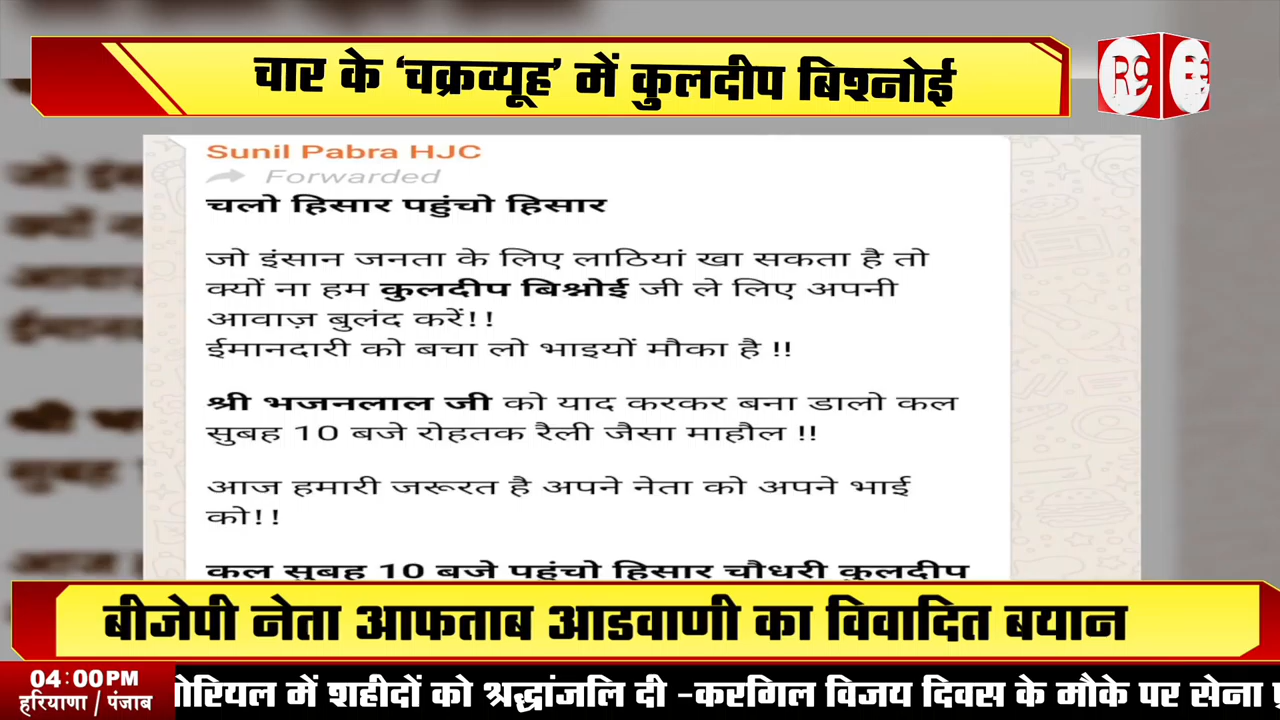 चार के ‘चक्रव्यूह’ में कुलदीप बिश्नोई
Sunil Pabra HJC
Forwarded
चलो हिसार पहुंचो हिसार
जो इंसान जनता के लिए लाठियां खा सकता है तो
क्यों ना हम कुलदीप बिश्नोई जी ले लिए अपनी
आवाज़ बुलंद करें!!
ईमानदारी को बचा लो भाइयों मौका है !!
श्री भजनलाल जी को याद करकर बना डालो कल
सुबह 10 बजे रोहतक रैली जैसा माहौल !!
आज हमारी जरूरत है अपने नेता को अपने भाई
को!!
कल सुबह 10 बजे पहुंचो हिसार चौधरी कुलदीप
बीजेपी नेता आफताब आडवाणी का विवादित बयान
04:00 PM
हरियाणा / पंजाब
में शहीदों को श्रद्धांजलि दी -करगिल विजय दिवस के मौके पर सेना